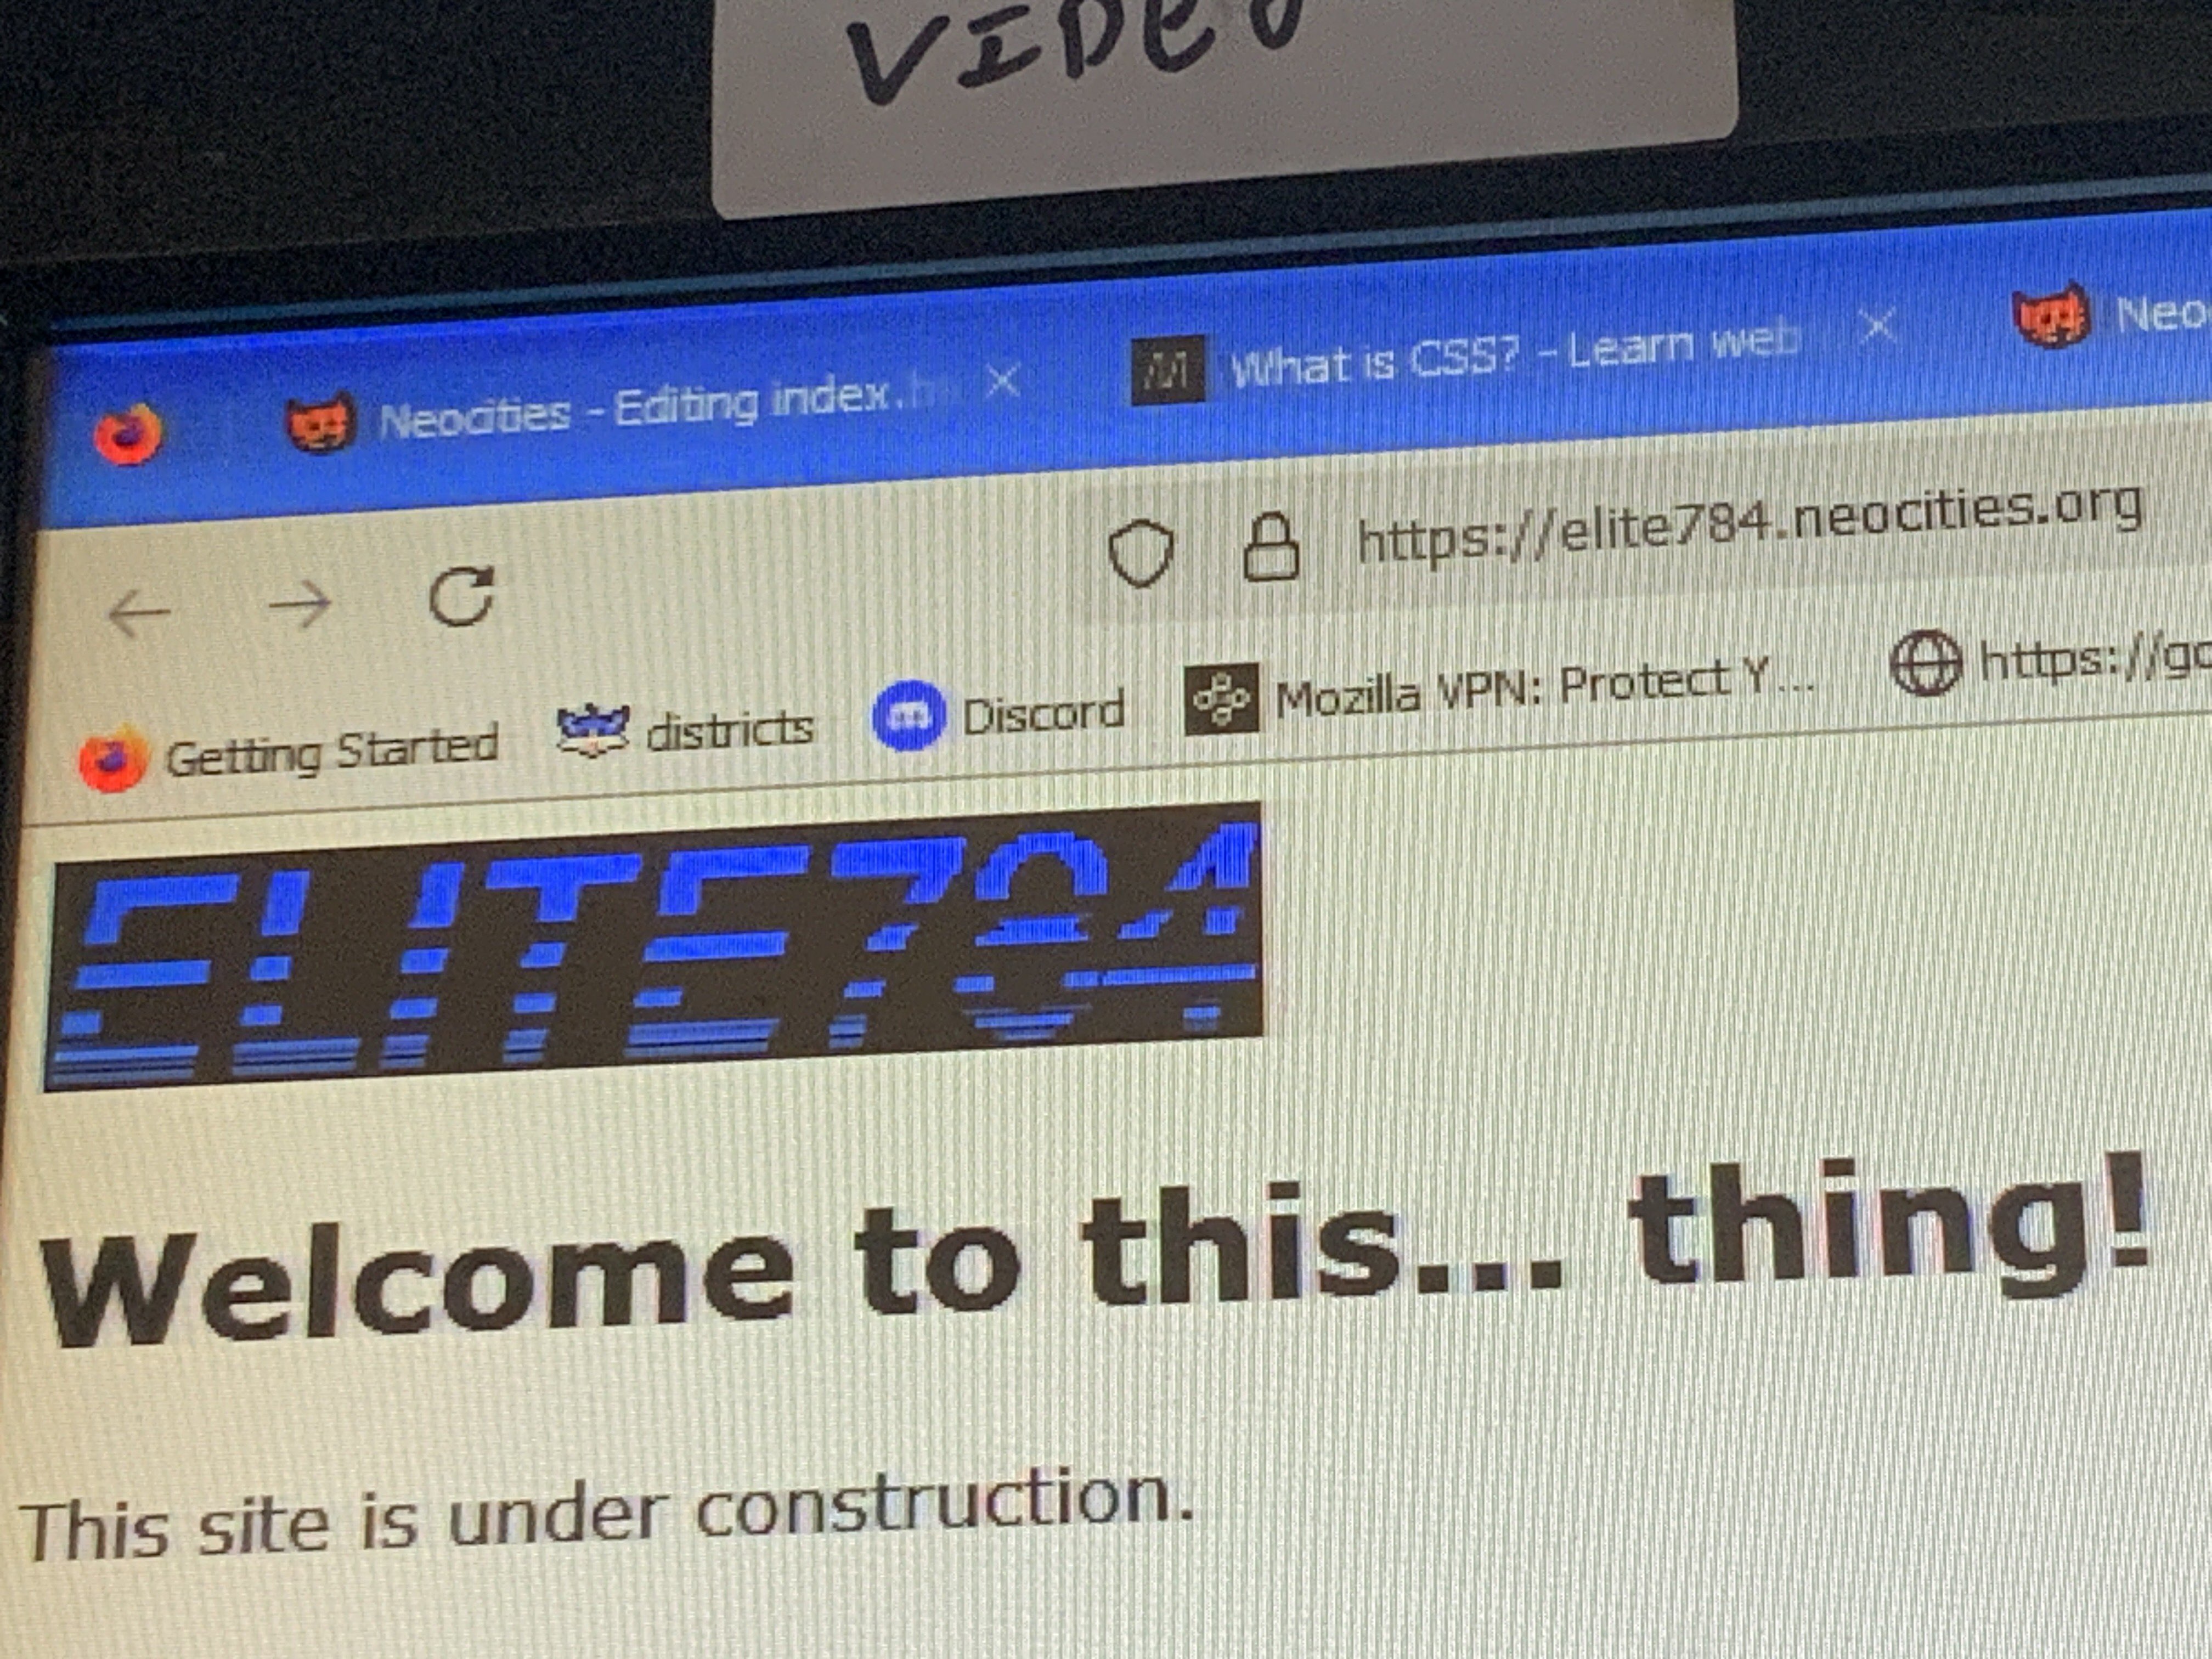 VIDEO
Neocities - Editing index.h
What is CSS? - Learn web
Neo
https://elite784.neocities.org
Getting Started
districts
Discord
Mozilla VPN: Protect Y...
https://go
ELITE784
Welcome to this... thing!
This site is under construction.